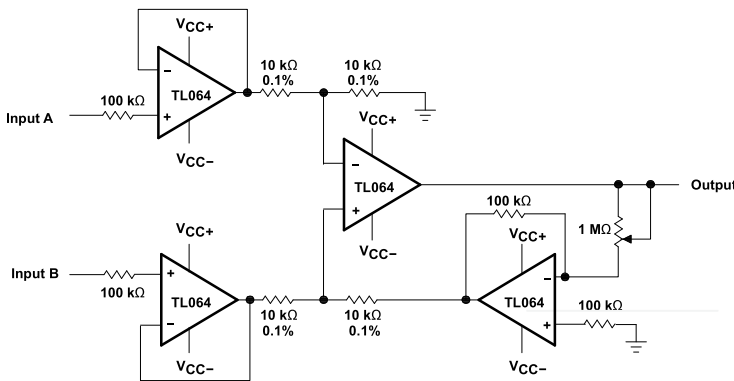 VCC+
10 kΩ
0.1%
10 kΩ
0.1%
−
TL064
100 kΩ
Input A
+
VCC−
VCC+
−
TL064
+
Output
100 kΩ
1 MΩ
VCC+
VCC−
VCC+
Input B
+
100 kΩ
TL064
−
10 kΩ
0.1%
10 kΩ
0.1%
−
TL064
+
100 kΩ
VCC−
VCC−